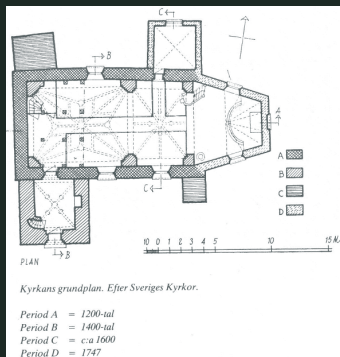 C
B
A
A
B
C
D
C
B
10 0 1 2 3 4 5 10 15 M
PLAN
Kyrkans grundplan. Efter Sveriges Kyrkor.
Period A = 1200-tal
Period B = 1400-tal
Period C = c:a 1600
Period D = 1747